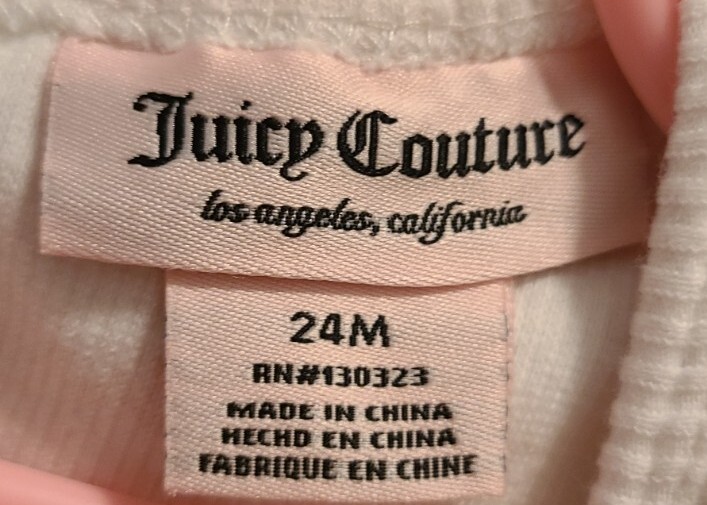 Juicy Couture
los angeles, california
24M
RN#130323
MADE IN CHINA
HECHO EN CHINA
FABRIQUE EN CHINE